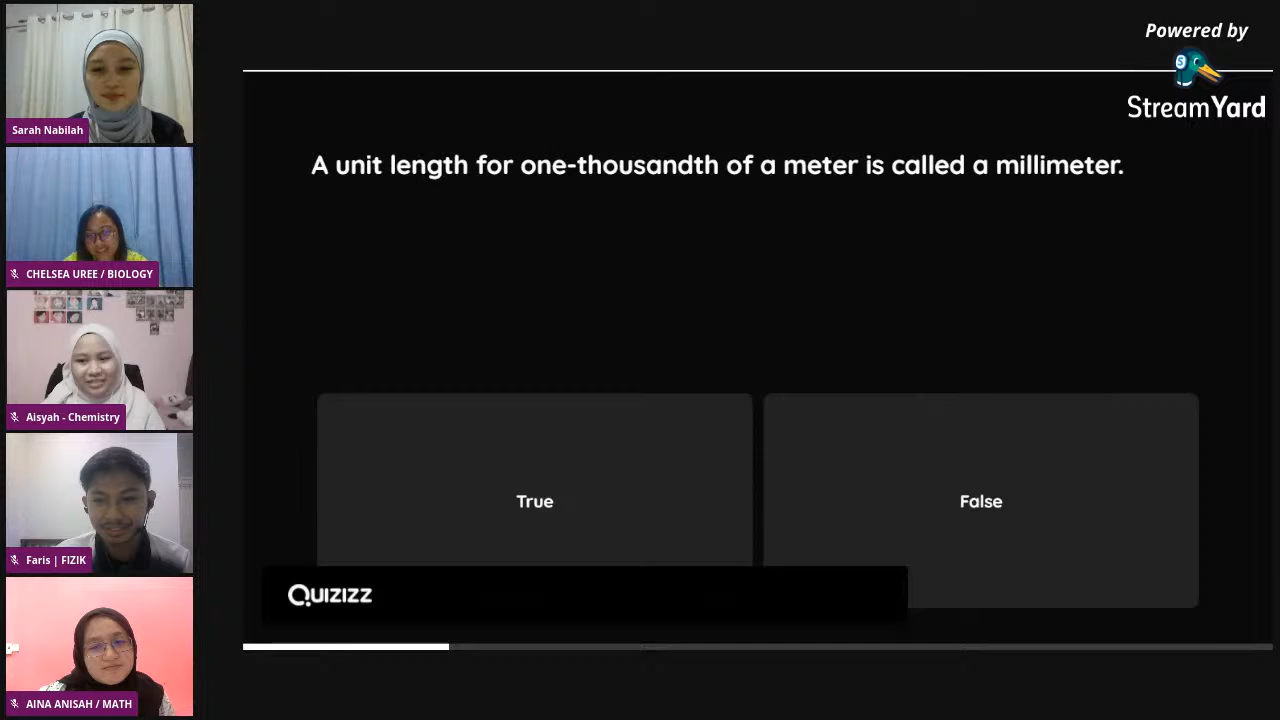 Sarah Nabilah
CHELSEA UREE / BIOLOGY
Aisyah - Chemistry
Faris | FIZIK
AINA ANISAH / MATH
Powered by
StreamYard
A unit length for one-thousandth of a meter is called a millimeter.
True
False
QUIZIZZ